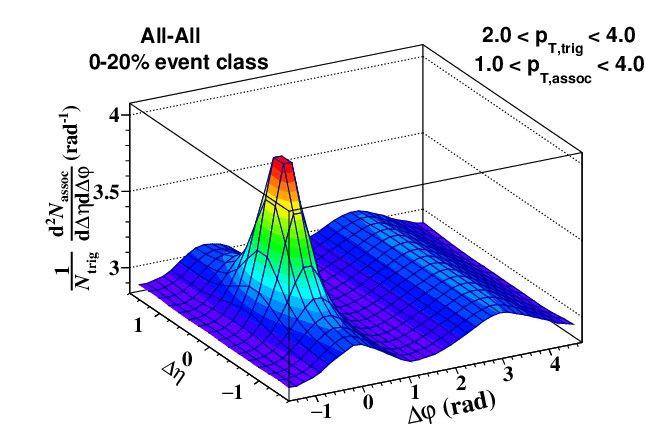 All-All
0-20% event class
2.0 < p_T,trig < 4.0
1.0 < p_T,assoc < 4.0
1/N_trig d²N_assoc/dΔηdΔφ (rad⁻¹)
4
3.5
3
1
0
−1
Δη
−1
0
1
2
3
4
Δφ (rad)